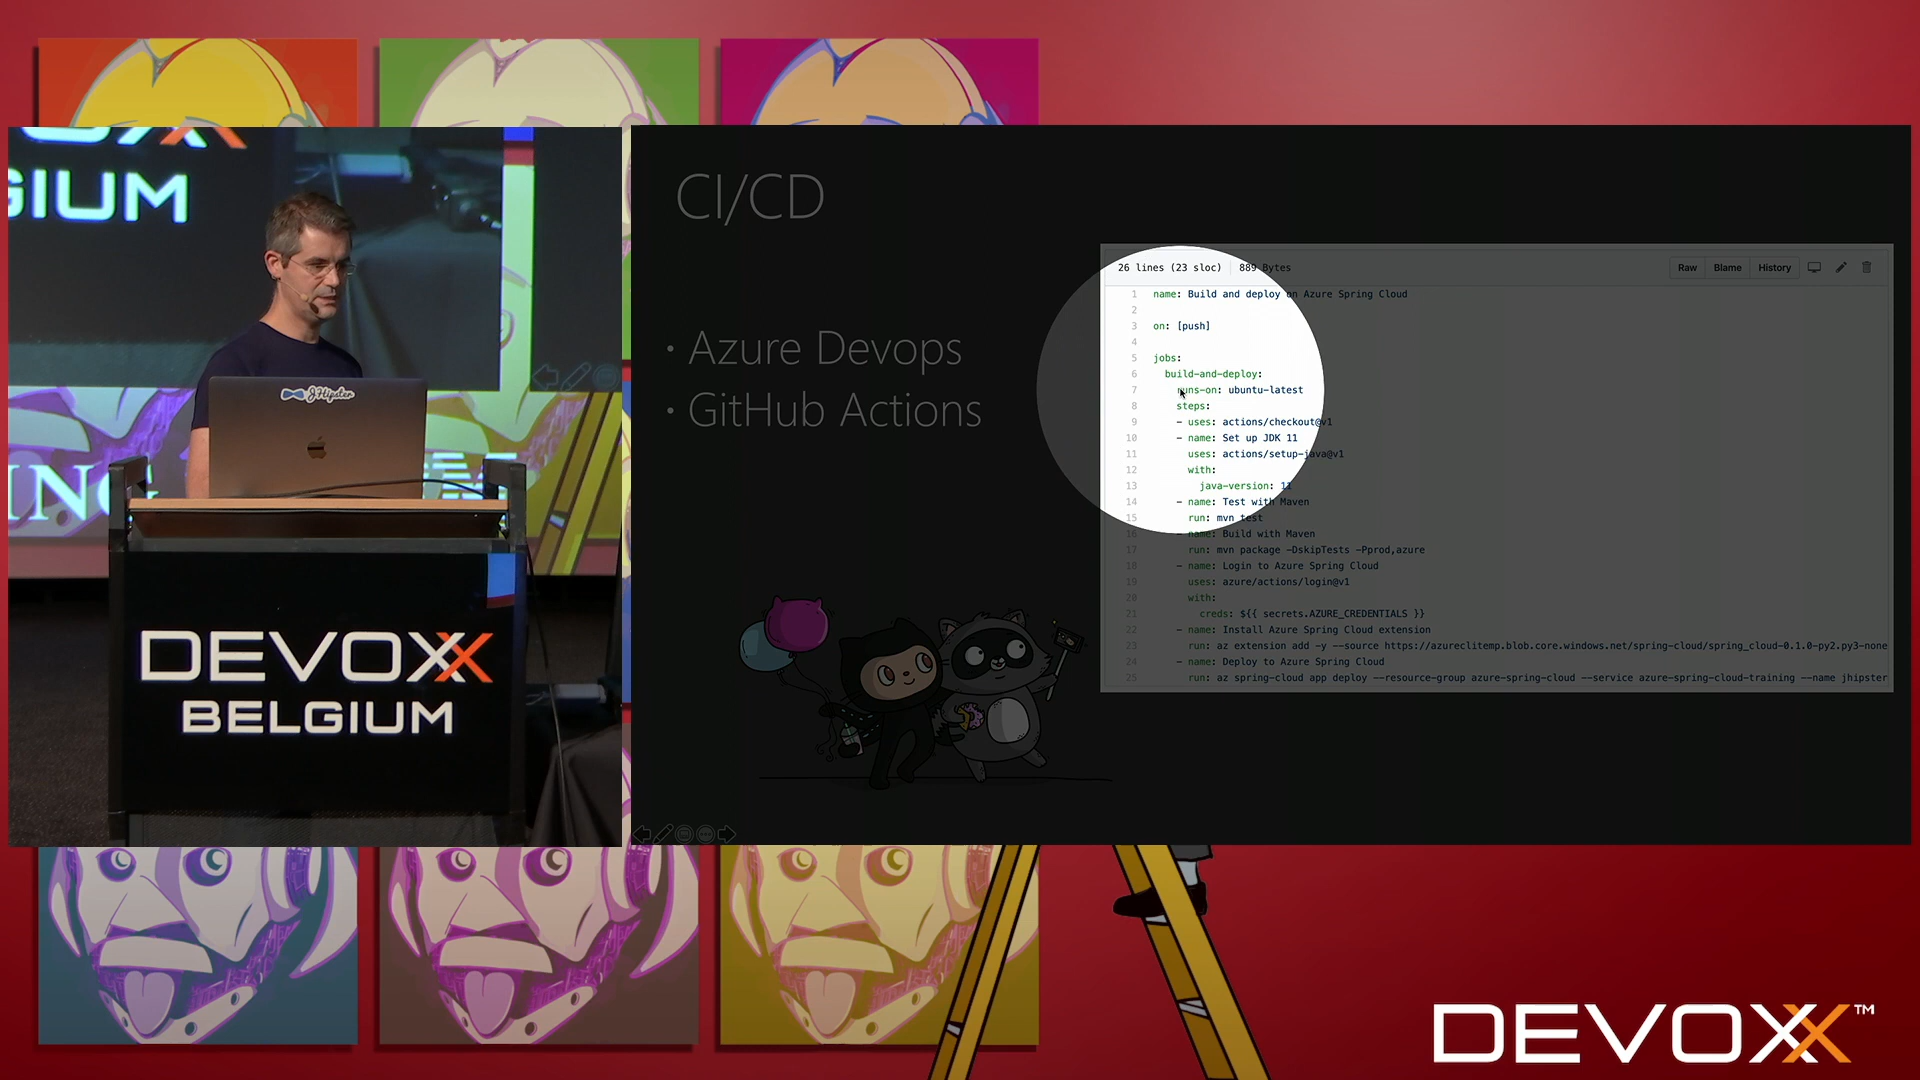 BELGIUM
JHipster
DEVOXX
BELGIUM
CI/CD
• Azure Devops
• GitHub Actions
26 lines (23 sloc) 889 Bytes
Raw Blame History
1 name: Build and deploy on Azure Spring Cloud
2
3 on: [push]
4
5 jobs:
6 build-and-deploy:
7 runs-on: ubuntu-latest
8 steps:
9 - uses: actions/checkout@v1
10 - name: Set up JDK 11
11 uses: actions/setup-java@v1
12 with:
13 java-version: 11
14 - name: Test with Maven
15 run: mvn test
16 - name: Build with Maven
17 run: mvn package -DskipTests -Pprod,azure
18 - name: Login to Azure Spring Cloud
19 uses: azure/actions/login@v1
20 with:
21 creds: ${{ secrets.AZURE_CREDENTIALS }}
22 - name: Install Azure Spring Cloud extension
23 run: az extension add -y --source https://azureclitemp.blob.core.windows.net/spring-cloud/spring_cloud-0.1.0-py2.py3-none
24 - name: Deploy to Azure Spring Cloud
25 run: az spring-cloud app deploy --resource-group azure-spring-cloud --service azure-spring-cloud-training --name jhipster
DEVOXX™